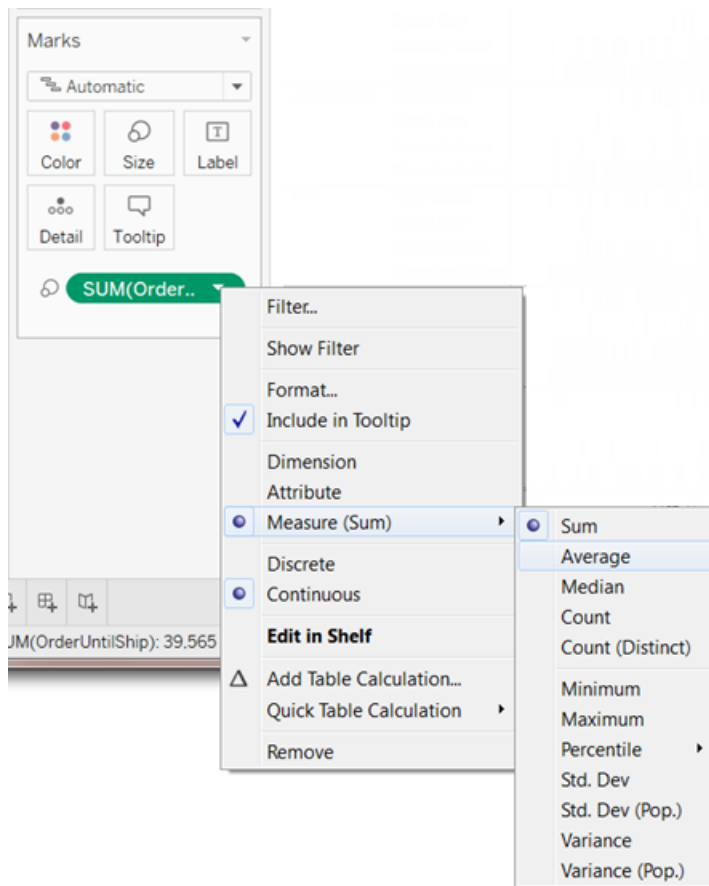 Marks
Automatic
Color Size Label
T
Detail Tooltip
SUM(Order..
Filter...
Show Filter
Format...
Include in Tooltip
Dimension
Attribute
Measure (Sum)
Discrete
Continuous
Edit in Shelf
Add Table Calculation...
Quick Table Calculation
Remove
Sum
Average
Median
Count
Count (Distinct)
Minimum
Maximum
Percentile
Std. Dev
Std. Dev (Pop.)
Variance
Variance (Pop.)
UM(OrderUntilShip): 39,565